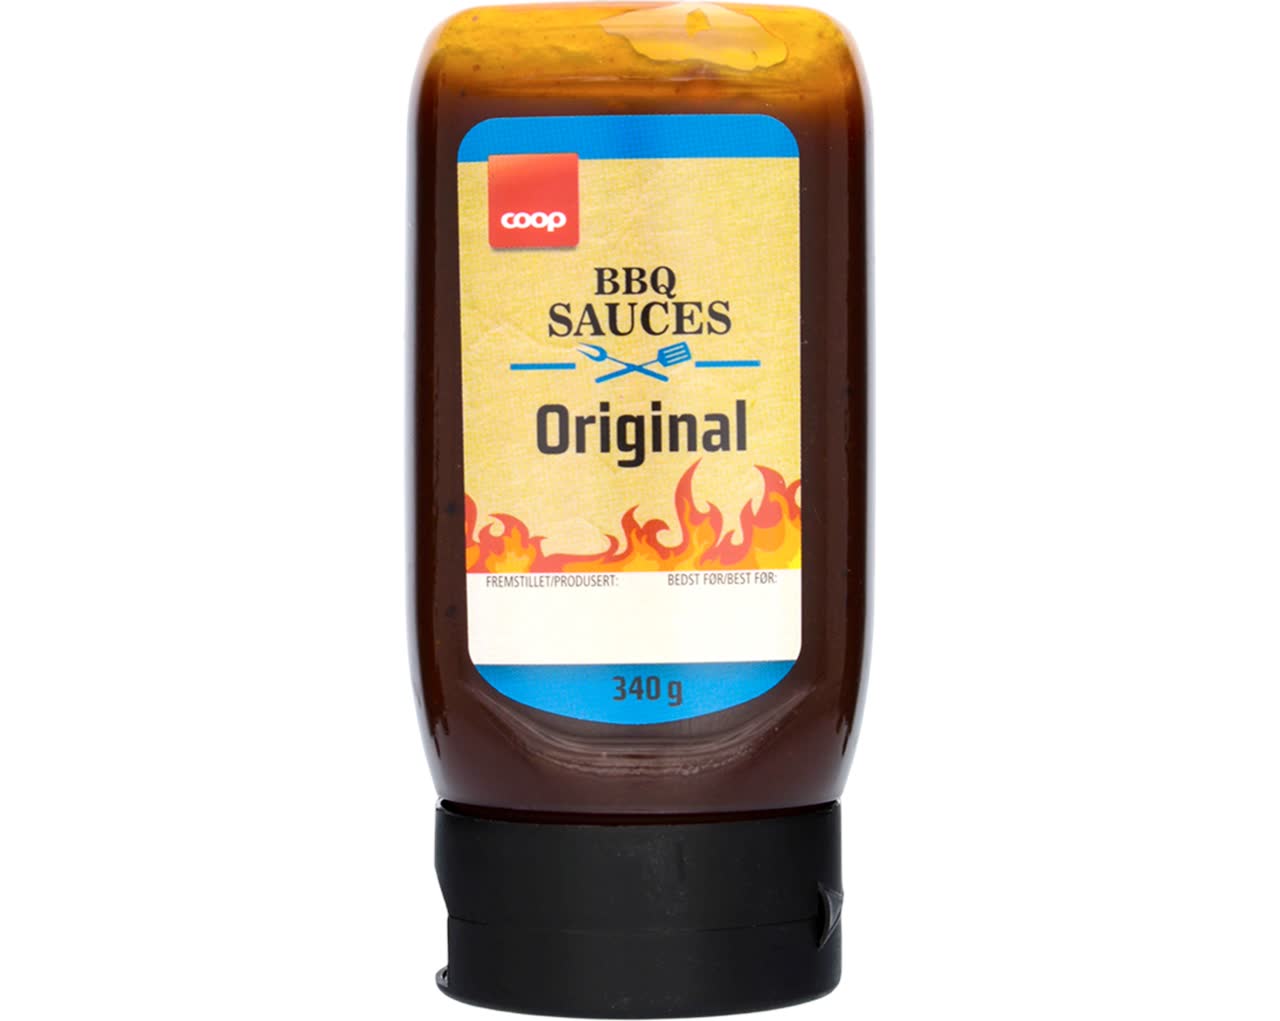 coop
BBQ
SAUCES
Original
FREMSTILLET/PRODUSERT: BEDST FØR/BEST FØR:
340 g